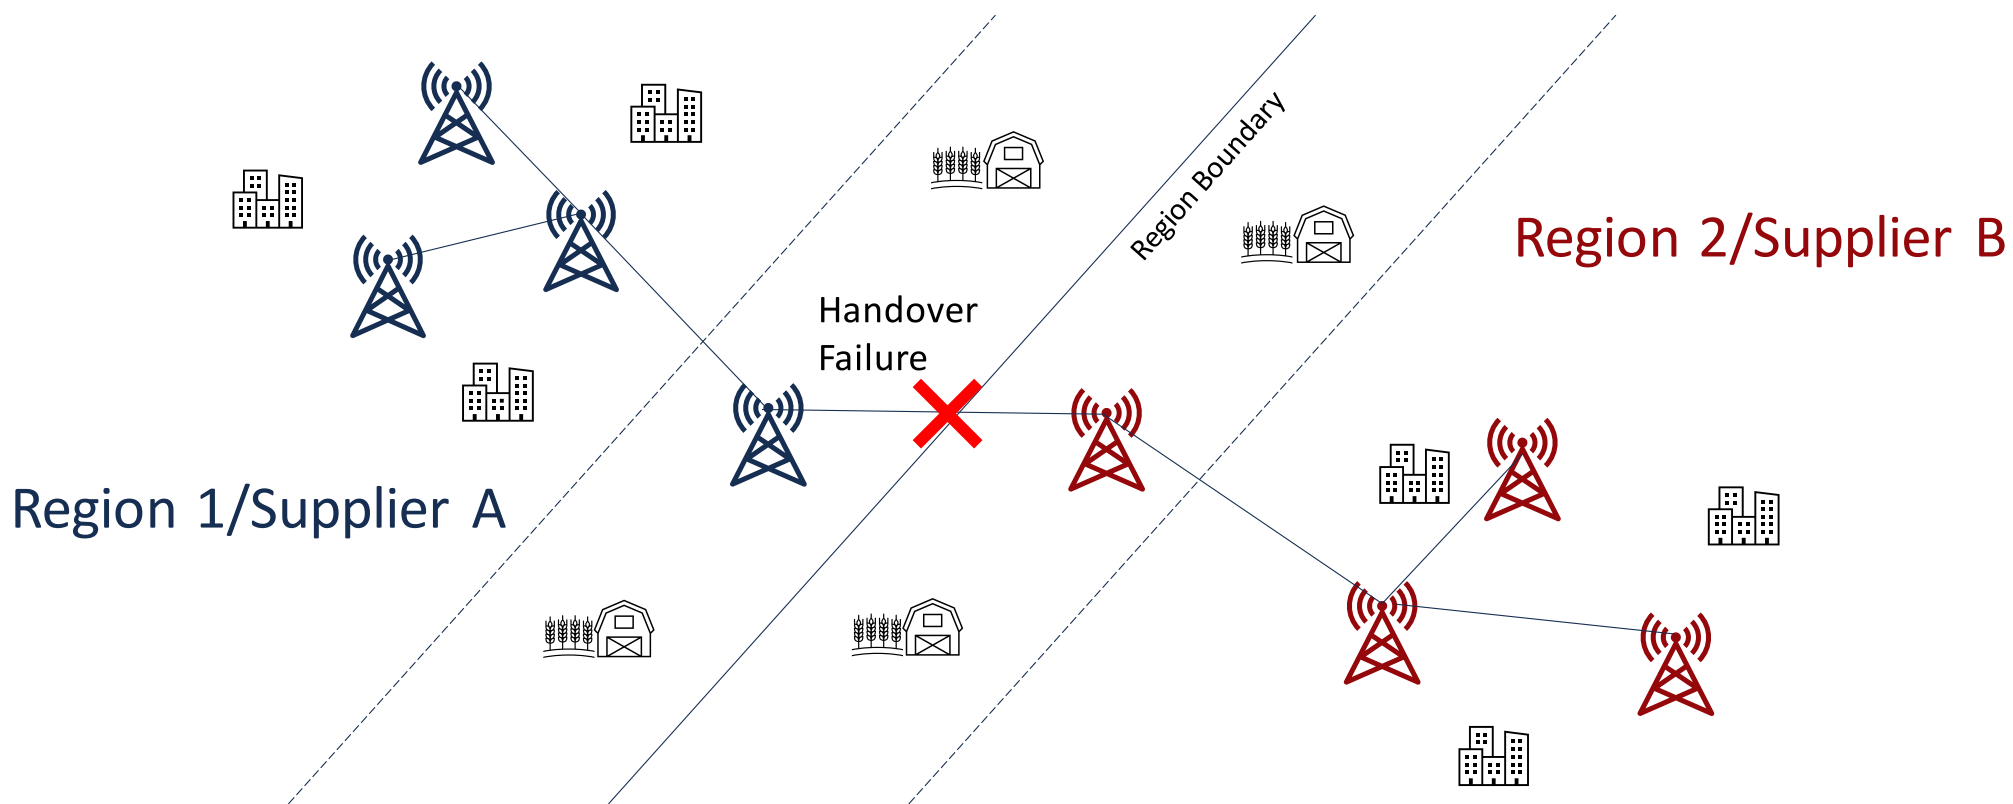 Region Boundary
Region 2/Supplier B
Handover
Failure
Region 1/Supplier A